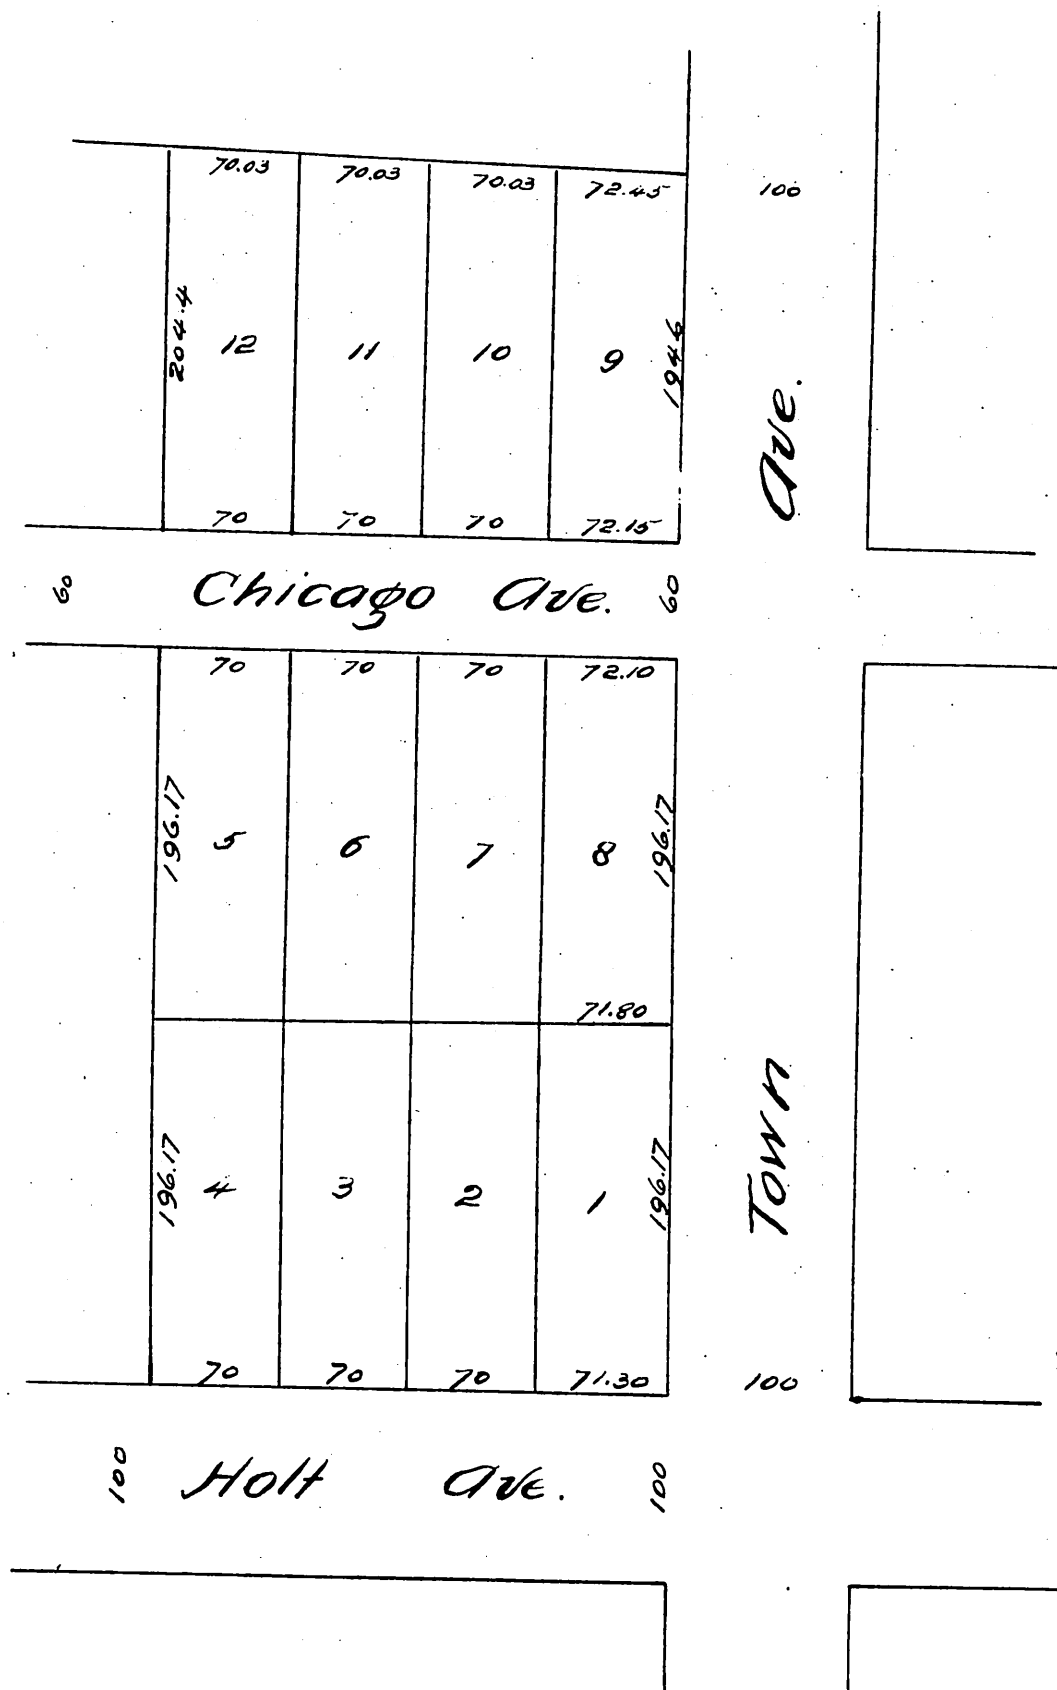 70.03 70.03 70.03 72.45 100
204.4 12 11 10 9 194.6
70 70 70 72.15
Town Ave.
60 Chicago Ave. 60
70 70 70 72.10
196.17 5 6 7 8 196.17
71.80
196.17 4 3 2 1 196.17
70 70 70 71.30 100
100 Holt Ave. 100